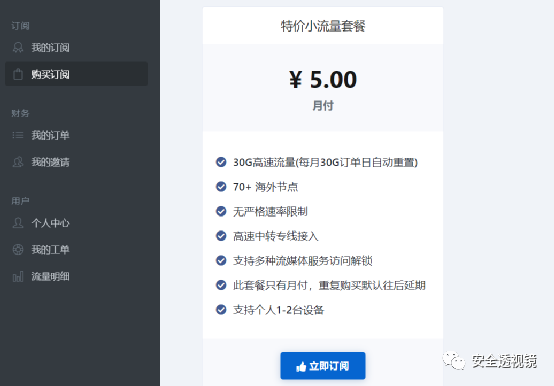 订阅
我的订阅
购买订阅
财务
我的订单
我的邀请
用户
个人中心
我的工单
流量明细
特价小流量套餐
¥ 5.00
月付
30G高速流量(每月30G订单日自动重置)
70+ 海外节点
无严格速率限制
高速中转专线接入
支持多种流媒体服务访问解锁
此套餐只有月付，重复购买默认往后延期
支持个人1-2台设备
立即订阅
安全透视镜